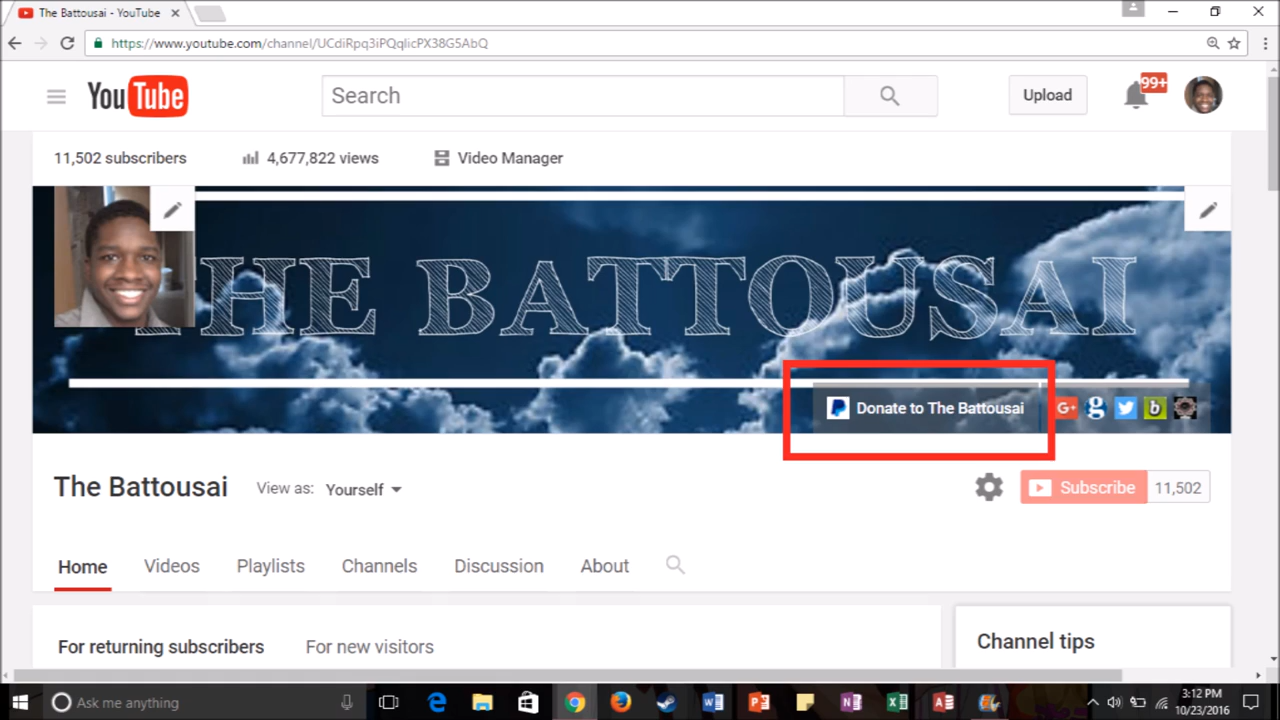 The Battousai - YouTube
https://www.youtube.com/channel/UCdiRpq3iPQqlicPX38G5AbQ
YouTube
Search
Upload
99+
11,502 subscribers
4,677,822 views
Video Manager
THE BATTOUSAI
Donate to The Battousai
G+
g
b
The Battousai
View as: Yourself
Subscribe
11,502
Home Videos Playlists Channels Discussion About
For returning subscribers
For new visitors
Channel tips
Ask me anything
3:12 PM
10/23/2016